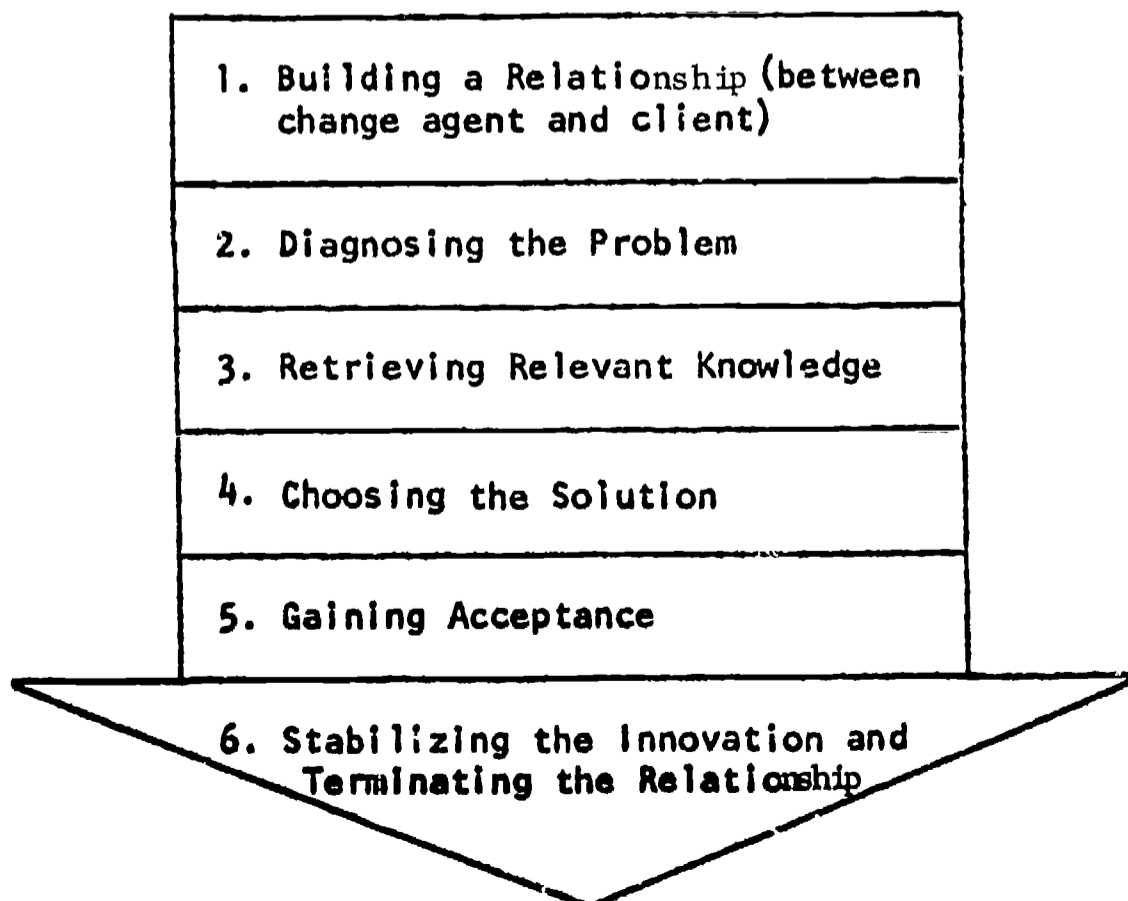 1. Building a Relationship (between
change agent and client)
2. Diagnosing the Problem
3. Retrieving Relevant Knowledge
4. Choosing the Solution
5. Gaining Acceptance
6. Stabilizing the Innovation and
Terminating the Relationship